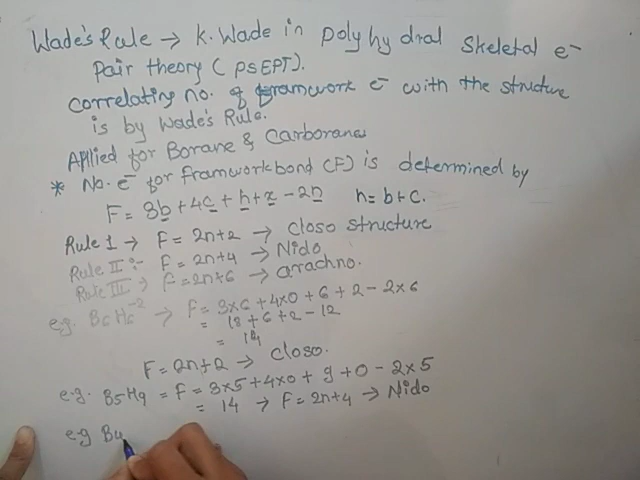 Wade's Rule → K. Wade in polyhydral skeletal e-
Pair theory (PSEPT).
correlating no. of framework e- with the structure
is by Wade's Rule.
Applied for Borane & Carborane
* No. e- for framework bond (F) is determined by
F = 3b + 4c + h + x - 2n n = b + c.
Rule 1 → F = 2n+2 → Closo structure
Rule II :- F = 2n+4 → Nido
Rule III → F = 2n+6 → arachno.
e.g. B6H6-2 → F = 3×6 + 4×0 + 6 + 2 - 2×6
= 18 + 6 + 2 - 12
= 14
F = 2n+2 → Closo.
e.g. B5H9 = F = 3×5 + 4×0 + 9 + 0 - 2×5
= 14 → F = 2n+4 → Nido
e.g B4